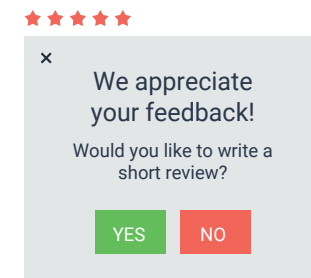 We appreciate
your feedback!
Would you like to write a
short review?
YES
NO